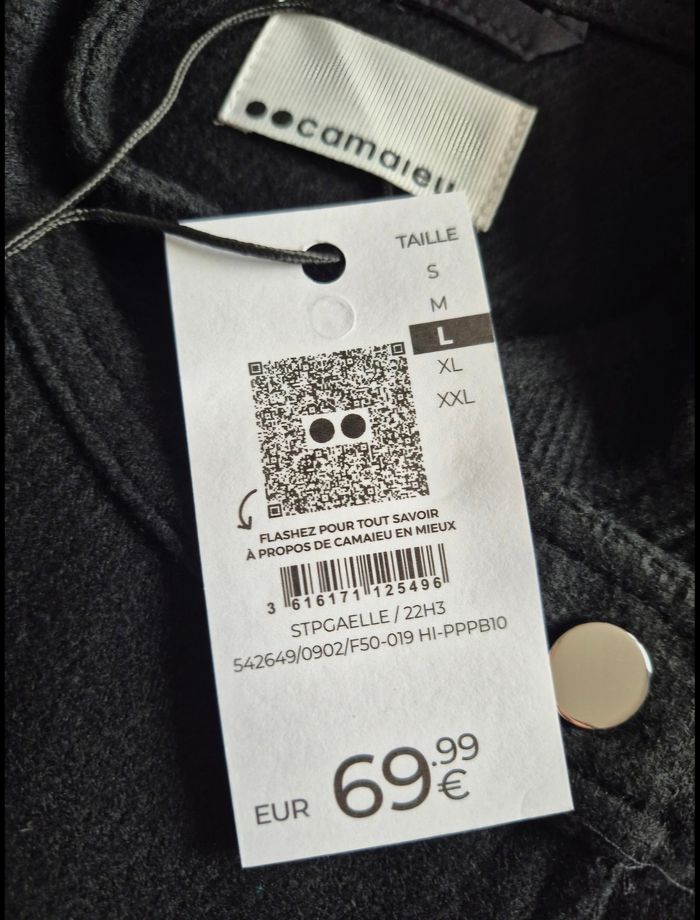 camaieu
TAILLE
S
M
L
XL
XXL
FLASHEZ POUR TOUT SAVOIR
À PROPOS DE CAMAIEU EN MIEUX
3 616171 125496
STPGAELLE / 22H3
542649/0902/F50-019 HI-PPPB10
EUR 69.99 €